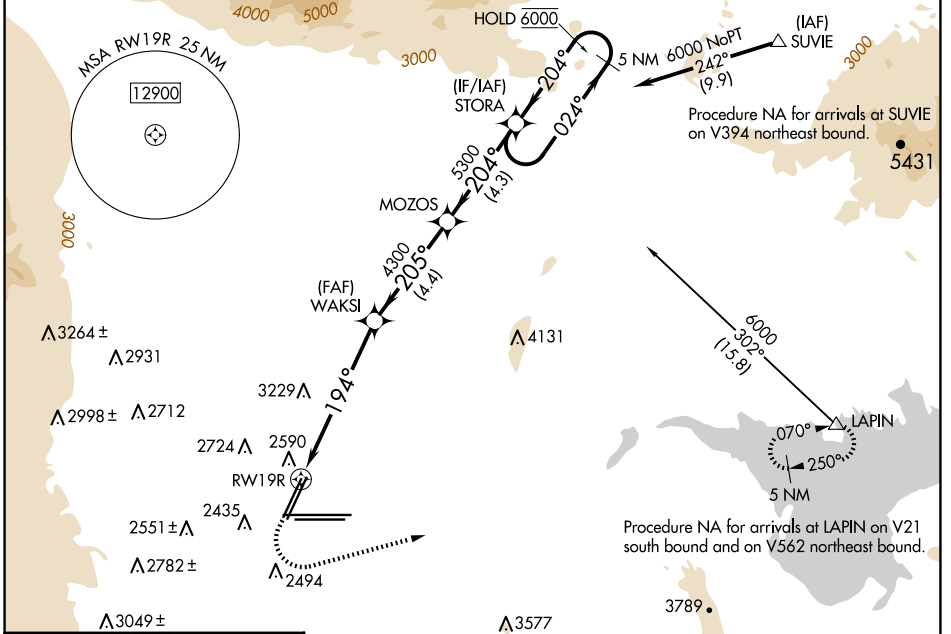 4000
5000
3000
HOLD 6000
(IAF)
SUVIE
MSA RW19R 25 NM
12900
204°
5 NM
6000 NoPT
242°
(9.9)
3000
(IF/IAF)
STORA
024°
Procedure NA for arrivals at SUVIE
on V394 northeast bound.
5431
5300
204°
(4.3)
MOZOS
3000
4300
205°
(4.4)
(FAF)
WAKSI
3264 ±
2931
4131
6000
302°
(15.8)
194°
3229
2998 ±
2712
LAPIN
070°
250°
5 NM
2724
2590
RW19R
2435
2551 ±
Procedure NA for arrivals at LAPIN on V21
south bound and on V562 northeast bound.
2782 ±
2494
3789
3049 ±
3577